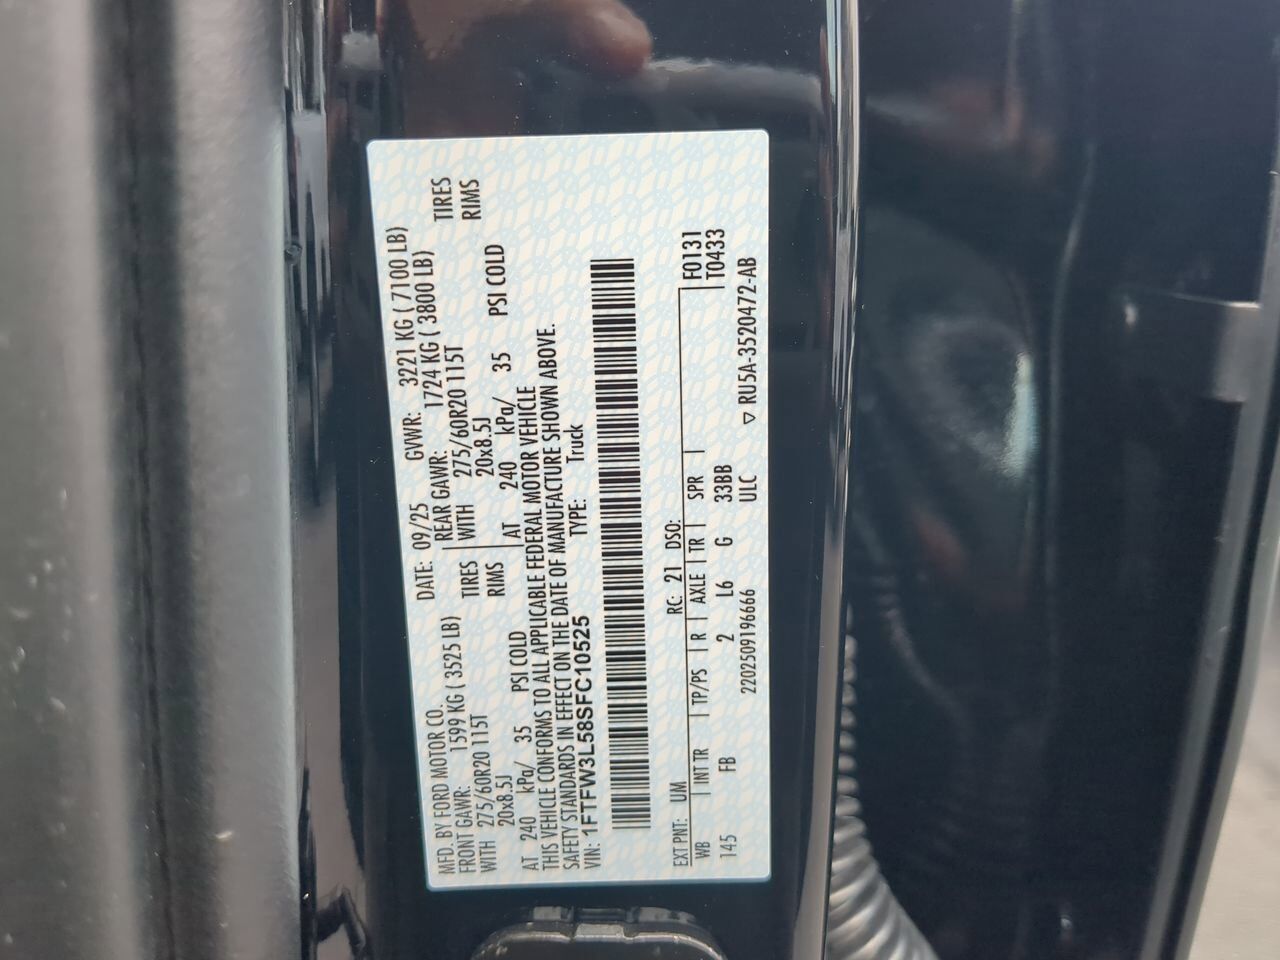 MFD. BY FORD MOTOR CO.
DATE: 09/25 GVWR: 3221 KG ( 7100 LB)
FRONT GAWR: 1599 KG ( 3525 LB)
REAR GAWR: 1724 KG ( 3800 LB)
WITH 275/60R20 115T TIRES
WITH 275/60R20 115T TIRES
20x8.5J RIMS
20x8.5J RIMS
AT 240 kPa/ 35 PSI COLD
AT 240 kPa/ 35 PSI COLD
THIS VEHICLE CONFORMS TO ALL APPLICABLE FEDERAL MOTOR VEHICLE
SAFETY STANDARDS IN EFFECT ON THE DATE OF MANUFACTURE SHOWN ABOVE.
VIN: 1FTFW3L58SFC10525 TYPE: Truck
EXT PNT: UM RC: 21 DSO: F0131
WB INT TR TP/PS R AXLE TR SPR T0433
145 FB 2 L6 G 33BB
2202509196666 ULC ▽ RU5A-3520472-AB